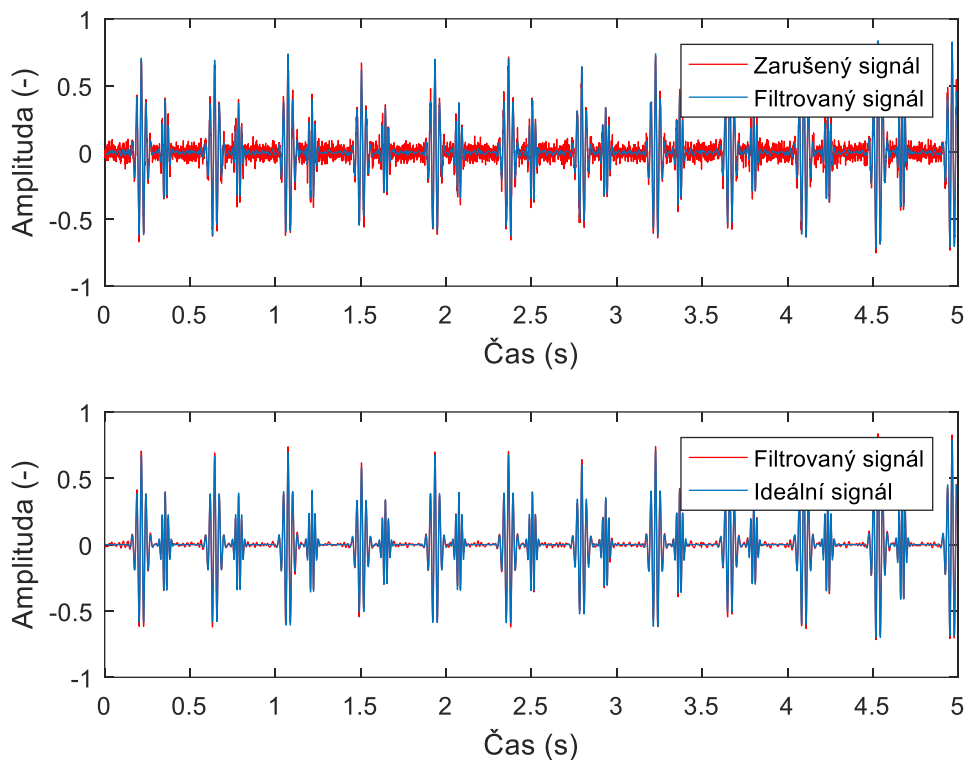 1
0.5
0
-0.5
-1
Amplituda (-)
Zarušený signál
Filtrovaný signál
0 0.5 1 1.5 2 2.5 3 3.5 4 4.5 5
Čas (s)
1
0.5
0
-0.5
-1
Amplituda (-)
Filtrovaný signál
Ideální signál
0 0.5 1 1.5 2 2.5 3 3.5 4 4.5 5
Čas (s)